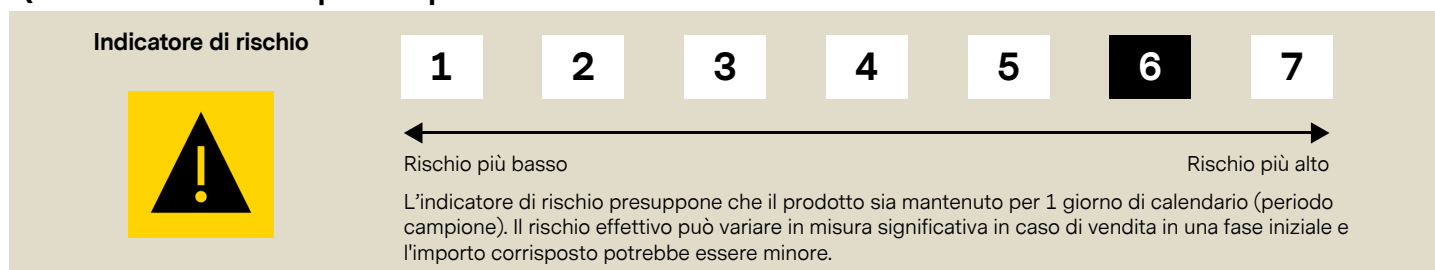 Indicatore di rischio
1 2 3 4 5 6 7
Rischio più basso Rischio più alto
L'indicatore di rischio presuppone che il prodotto sia mantenuto per 1 giorno di calendario (periodo
campione). Il rischio effettivo può variare in misura significativa in caso di vendita in una fase iniziale e
l'importo corrisposto potrebbe essere minore.